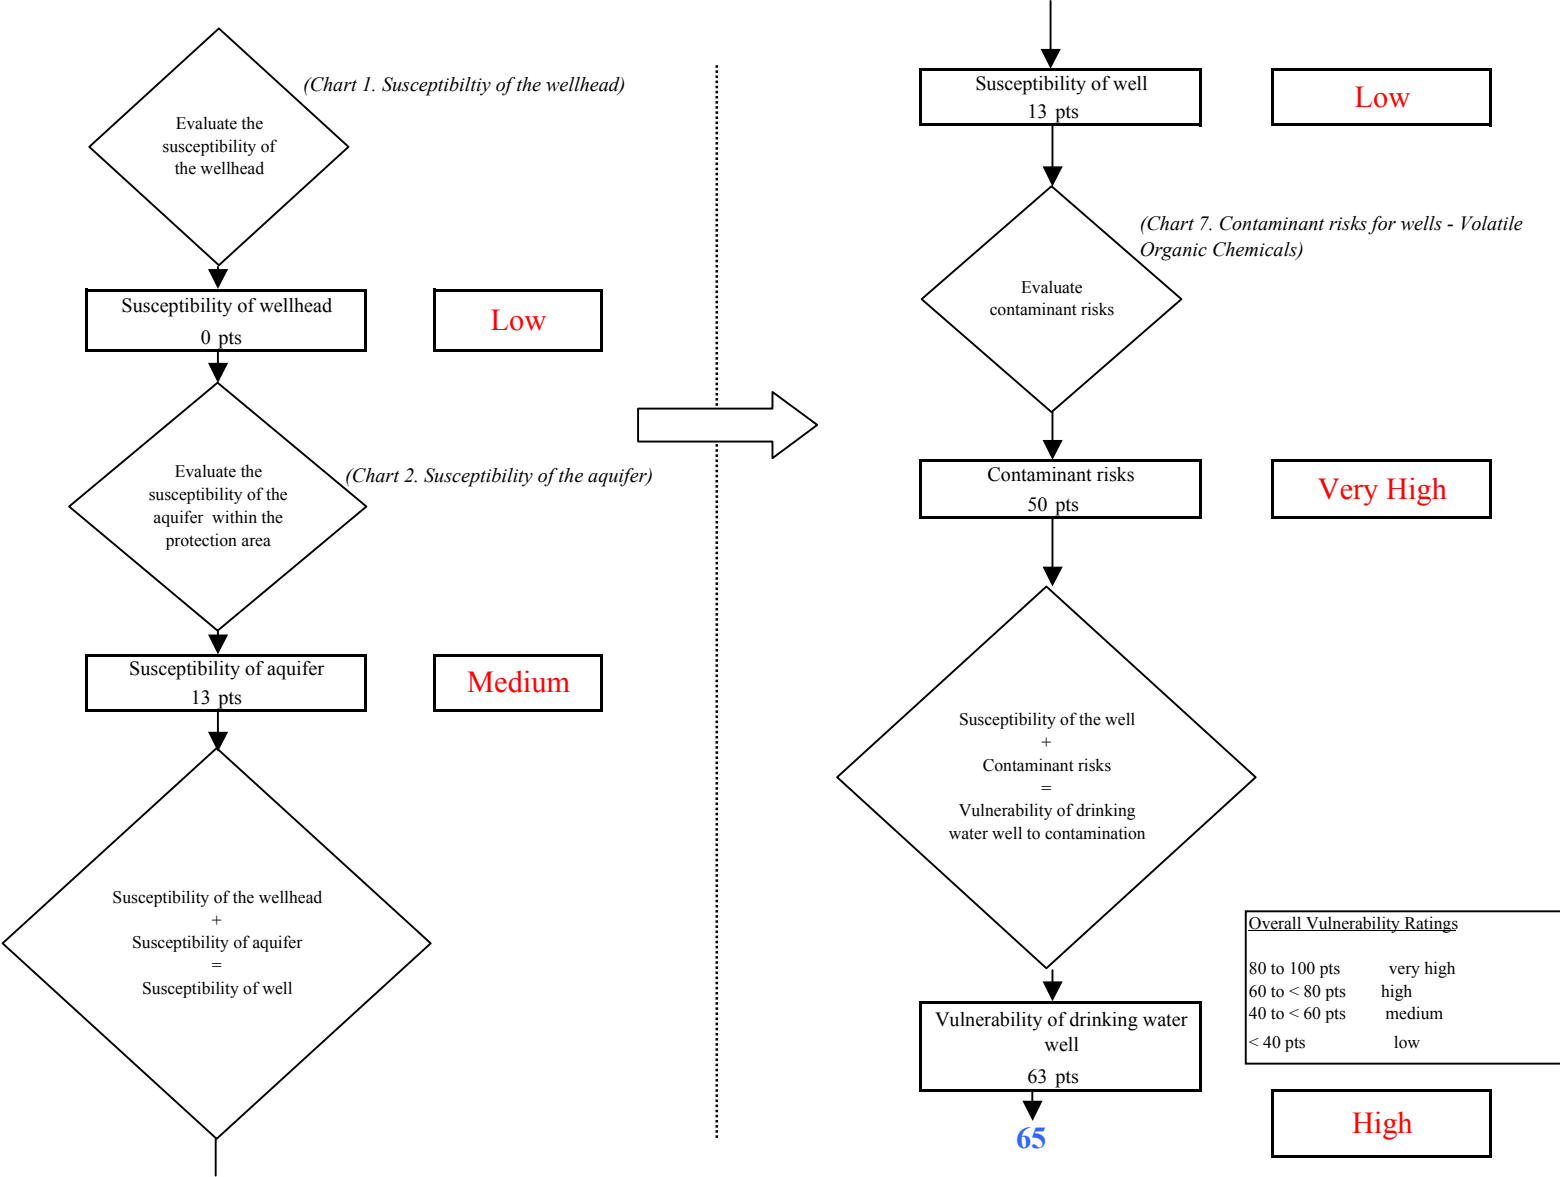 (Chart 1. Susceptibiltiy of the wellhead)
Evaluate the
susceptibility of
the wellhead
Susceptibility of wellhead
0 pts
Low
Evaluate the
susceptibility of the
aquifer within the
protection area
(Chart 2. Susceptibility of the aquifer)
Susceptibility of aquifer
13 pts
Medium
Susceptibility of the wellhead
+
Susceptibility of aquifer
=
Susceptibility of well
Susceptibility of well
13 pts
Low
(Chart 7. Contaminant risks for wells - Volatile
Organic Chemicals)
Evaluate
contaminant risks
Contaminant risks
50 pts
Very High
Susceptibility of the well
+
Contaminant risks
=
Vulnerability of drinking
water well to contamination
Vulnerability of drinking water
well
63 pts
65
Overall Vulnerability Ratings
80 to 100 pts very high
60 to < 80 pts high
40 to < 60 pts medium
< 40 pts low
High